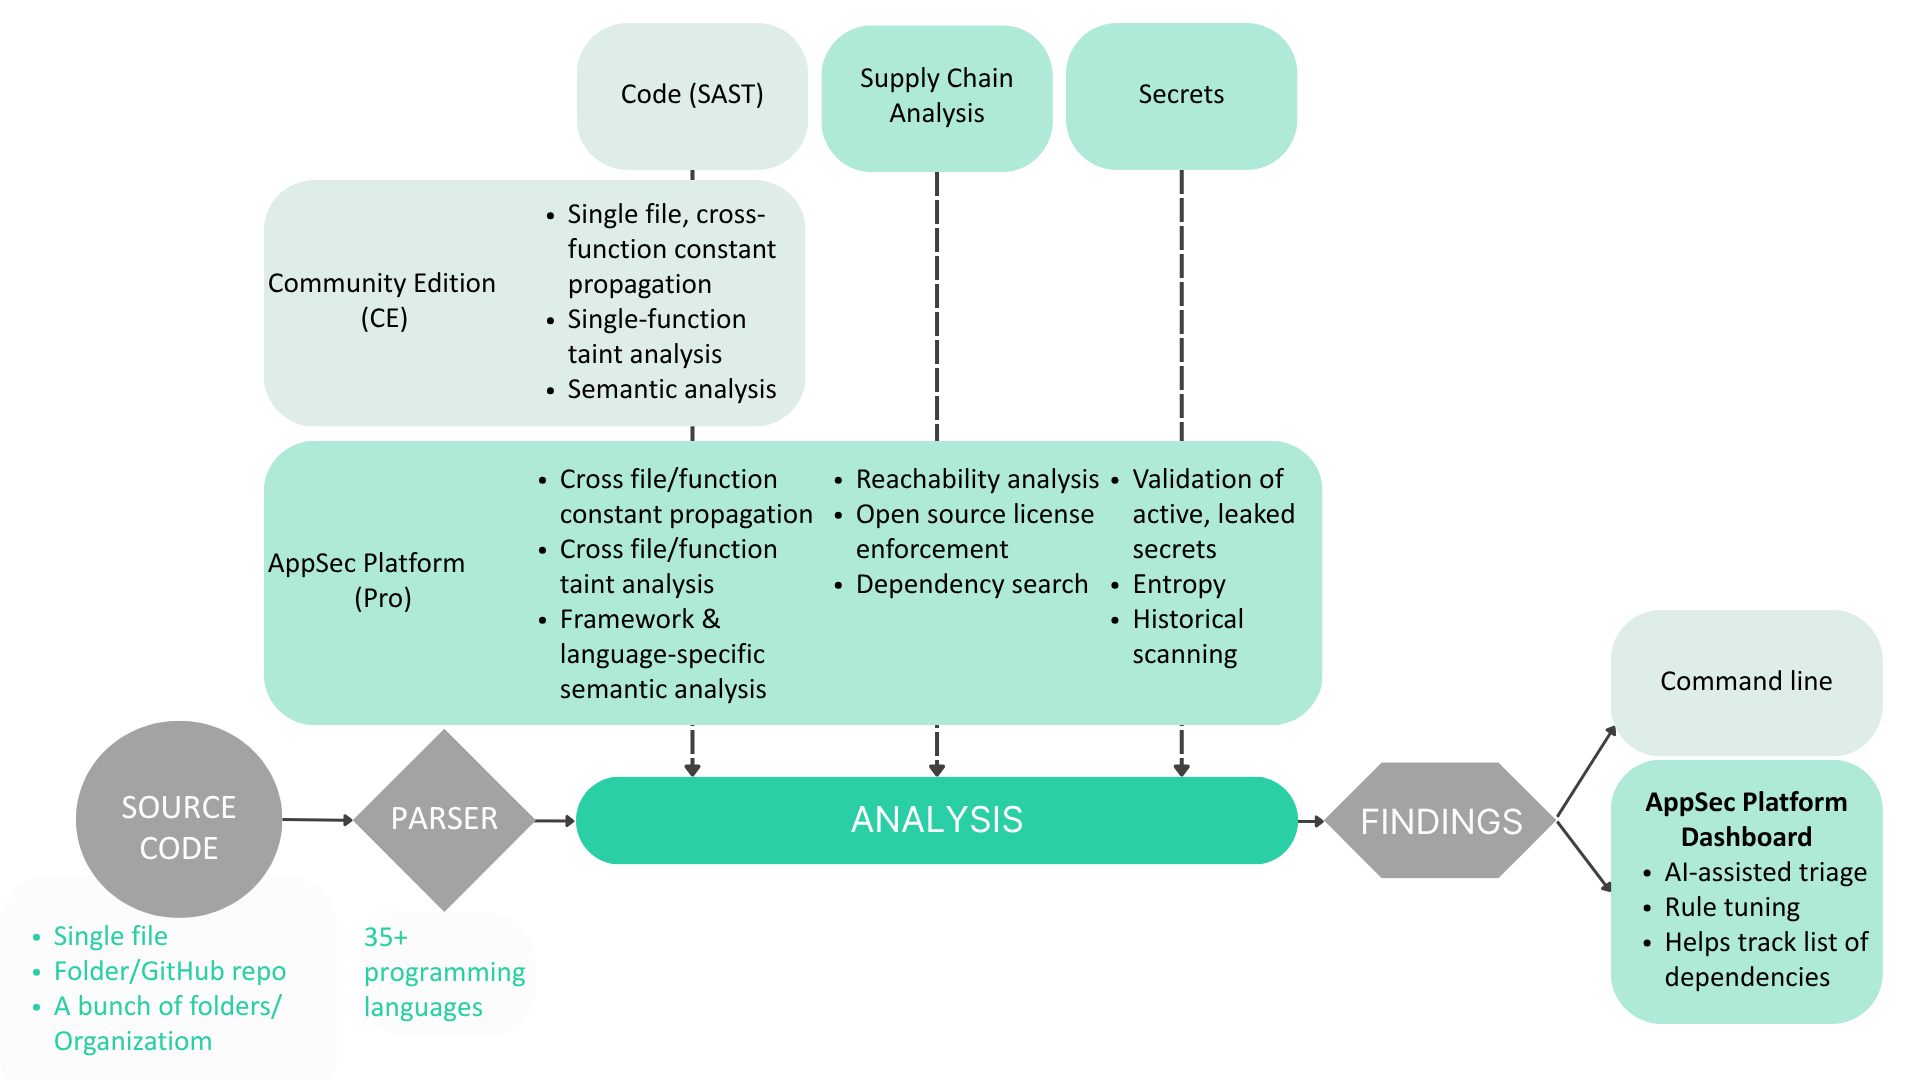 Code (SAST)
Supply Chain
Analysis
Secrets
Community Edition
(CE)
• Single file, cross-
function constant
propagation
• Single-function
taint analysis
• Semantic analysis
AppSec Platform
(Pro)
• Cross file/function
constant propagation
• Cross file/function
taint analysis
• Framework &
language-specific
semantic analysis
• Reachability analysis
• Open source license
enforcement
• Dependency search
• Validation of
active, leaked
secrets
• Entropy
• Historical
scanning
SOURCE
CODE
• Single file
• Folder/GitHub repo
• A bunch of folders/
Organizatiom
PARSER
35+
programming
languages
ANALYSIS
FINDINGS
Command line
AppSec Platform
Dashboard
• AI-assisted triage
• Rule tuning
• Helps track list of
dependencies